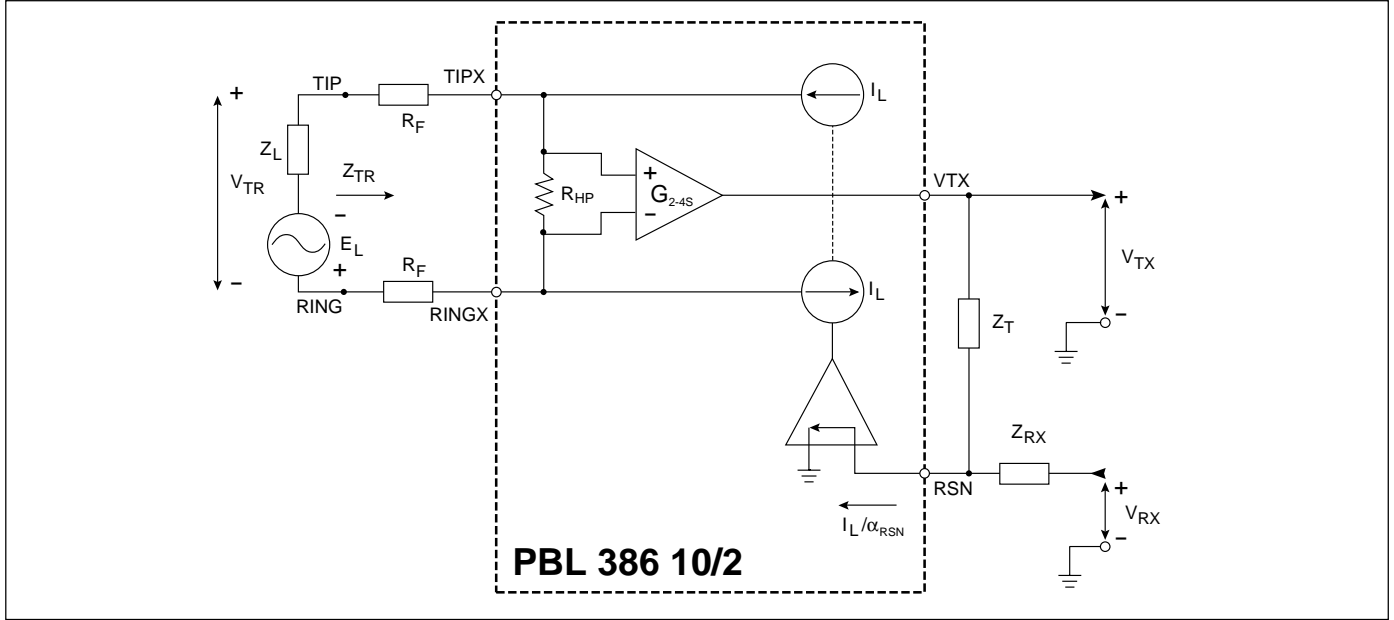 TIP
TIPX
+
R_F
I_L
Z_L
V_TR
Z_TR
+
G_2-4S
−
R_HP
VTX
+
−
E_L
+
−
R_F
RING
RINGX
I_L
V_TX
−
Z_T
Z_RX
RSN
+
V_RX
−
I_L/α_RSN
PBL 386 10/2